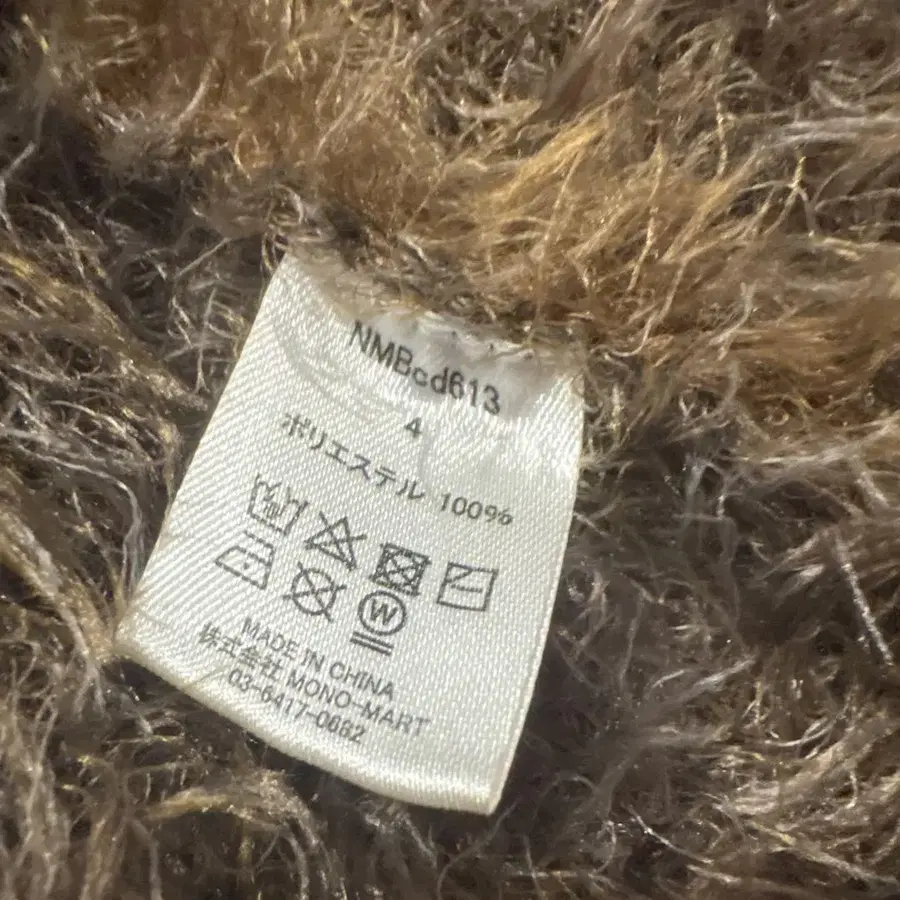 NMBcd613
4
ポリエステル 100%
W
MADE IN CHINA
株式会社 MONO-MART
03-6417-0682